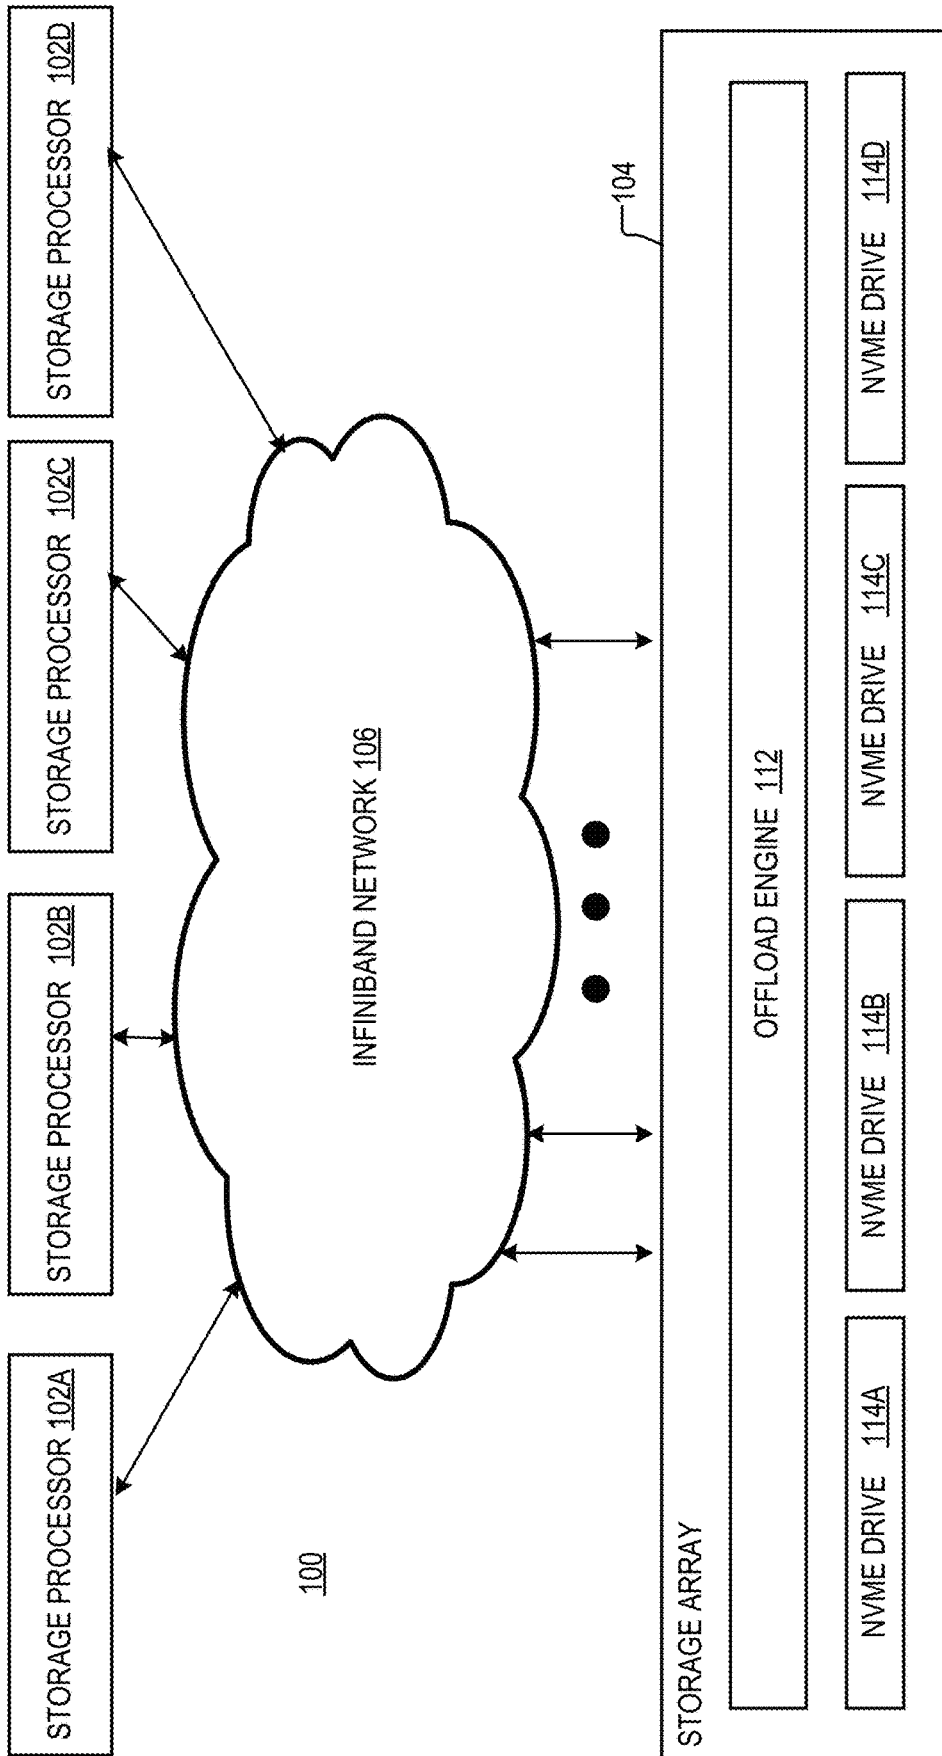 STORAGE PROCESSOR 102A
STORAGE PROCESSOR 102B
STORAGE PROCESSOR 102C
STORAGE PROCESSOR 102D
INFINIBAND NETWORK 106
100
104
STORAGE ARRAY
OFFLOAD ENGINE 112
NVME DRIVE 114A
NVME DRIVE 114B
NVME DRIVE 114C
NVME DRIVE 114D